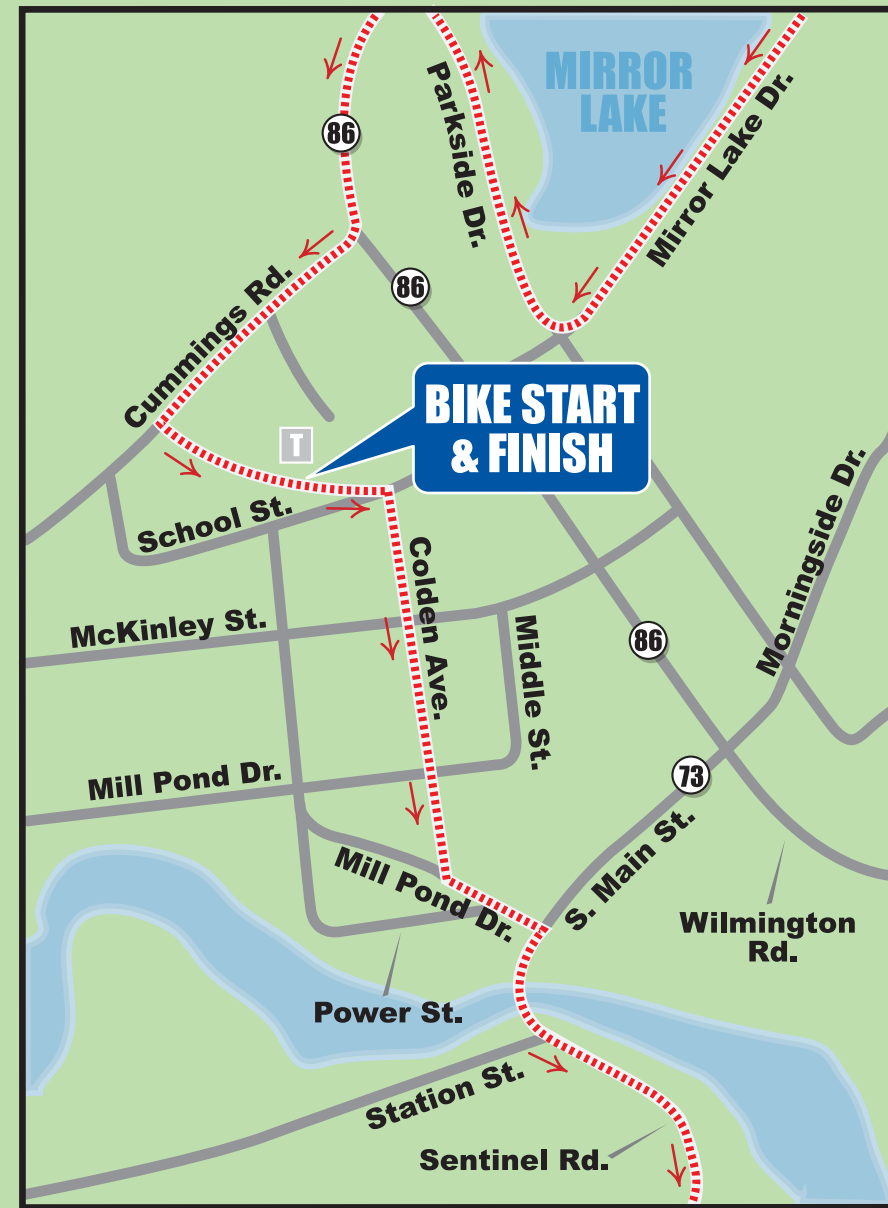 MIRROR
LAKE
Parkside Dr.
Mirror Lake Dr.
86
86
Cummings Rd.
BIKE START
& FINISH
T
School St.
Morningside Dr.
Colden Ave.
McKinley St.
Middle St.
86
Mill Pond Dr.
73
Mill Pond Dr.
S. Main St.
Wilmington
Rd.
Power St.
Station St.
Sentinel Rd.